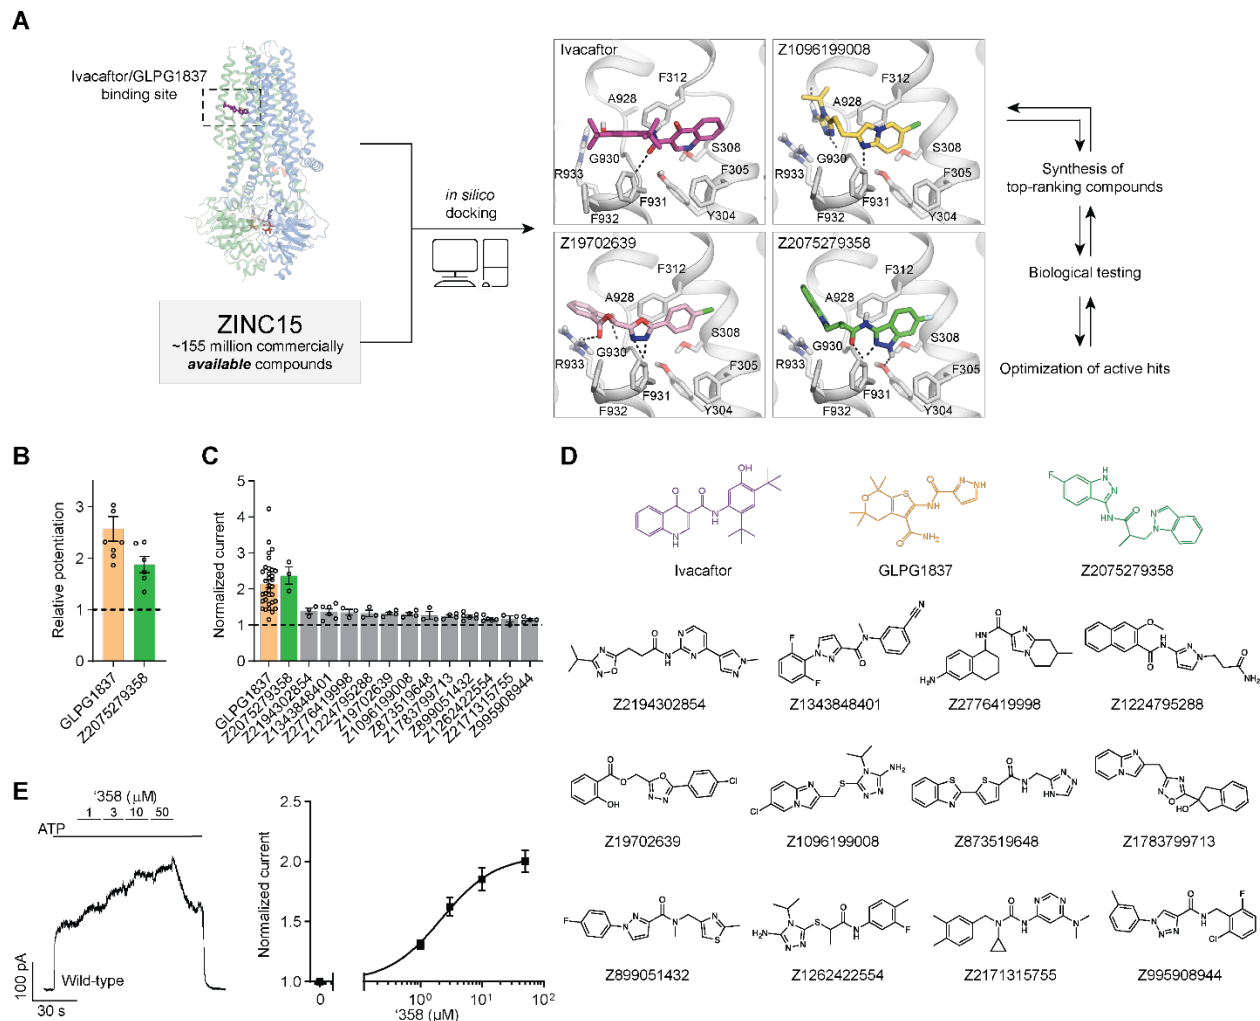 A
Ivacaftor/GLPG1837
binding site
ZINC15
~155 million commercially
available compounds
in silico
docking
Ivacaftor
F312
A928
S308
G930
F305
R933
F931
F932
Y304
Z1096199008
F312
A928
S308
G930
F305
R933
F931
F932
Y304
Z19702639
F312
A928
S308
G930
R933
F305
F931
F932
Y304
Z2075279358
F312
A928
S308
G930
R933
F305
F931
F932
Y304
Synthesis of
top-ranking compounds
Biological testing
Optimization of active hits
B
Relative potentiation
3
2
1
0
GLPG1837
Z2075279358
C
Normalized current
5
4
3
2
1
0
GLPG1837
Z2075279358
Z2194302854
Z1343848401
Z2776419998
Z1224795288
Z19702639
Z1096199008
Z873519648
Z1783799713
Z899051432
Z1262422554
Z2171315755
Z995908944
D
Ivacaftor
GLPG1837
Z2075279358
Z2194302854
Z1343848401
Z2776419998
Z1224795288
Z19702639
Z1096199008
Z873519648
Z1783799713
Z899051432
Z1262422554
Z2171315755
Z995908944
E
'358 (μM)
1 3 10 50
ATP
Wild-type
100 pA
30 s
Normalized current
2.5
2.0
1.5
1.0
0 10⁰ 10¹ 10²
'358 (μM)